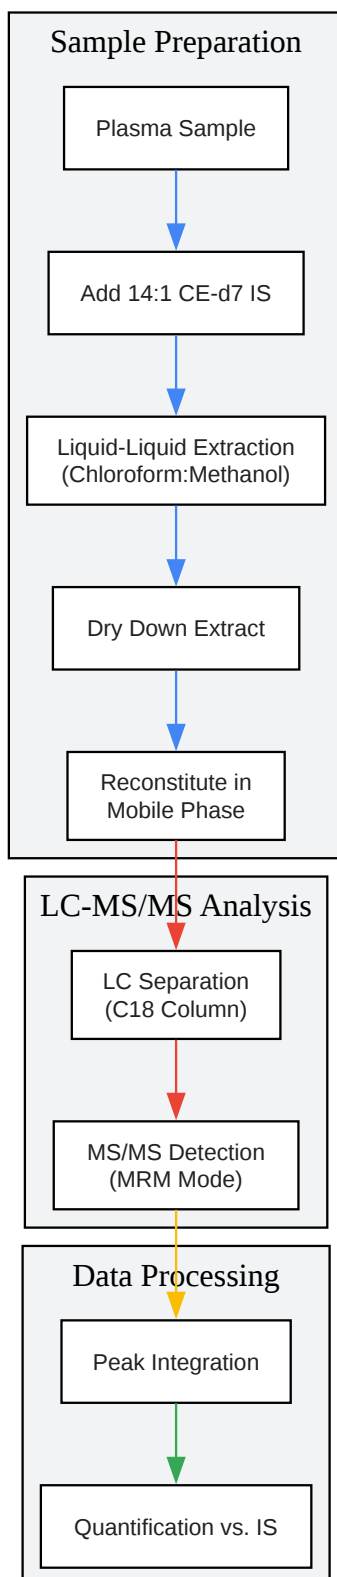 Sample Preparation
Plasma Sample
Add 14:1 CE-d7 IS
Liquid-Liquid Extraction
(Chloroform:Methanol)
Dry Down Extract
Reconstitute in
Mobile Phase
LC-MS/MS Analysis
LC Separation
(C18 Column)
MS/MS Detection
(MRM Mode)
Data Processing
Peak Integration
Quantification vs. IS